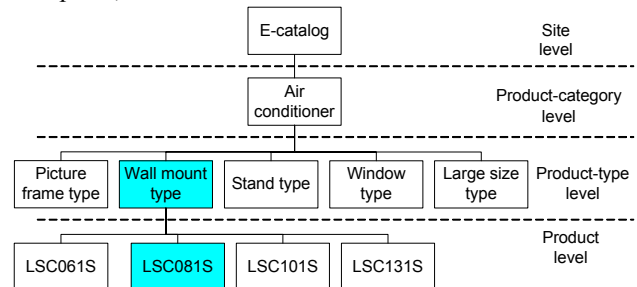 E-catalog
Site
level
Air
conditioner
Product-category
level
Picture
frame type
Wall mount
type
Stand type
Window
type
Large size
type
Product-type
level
Product
level
LSC061S
LSC081S
LSC101S
LSC131S